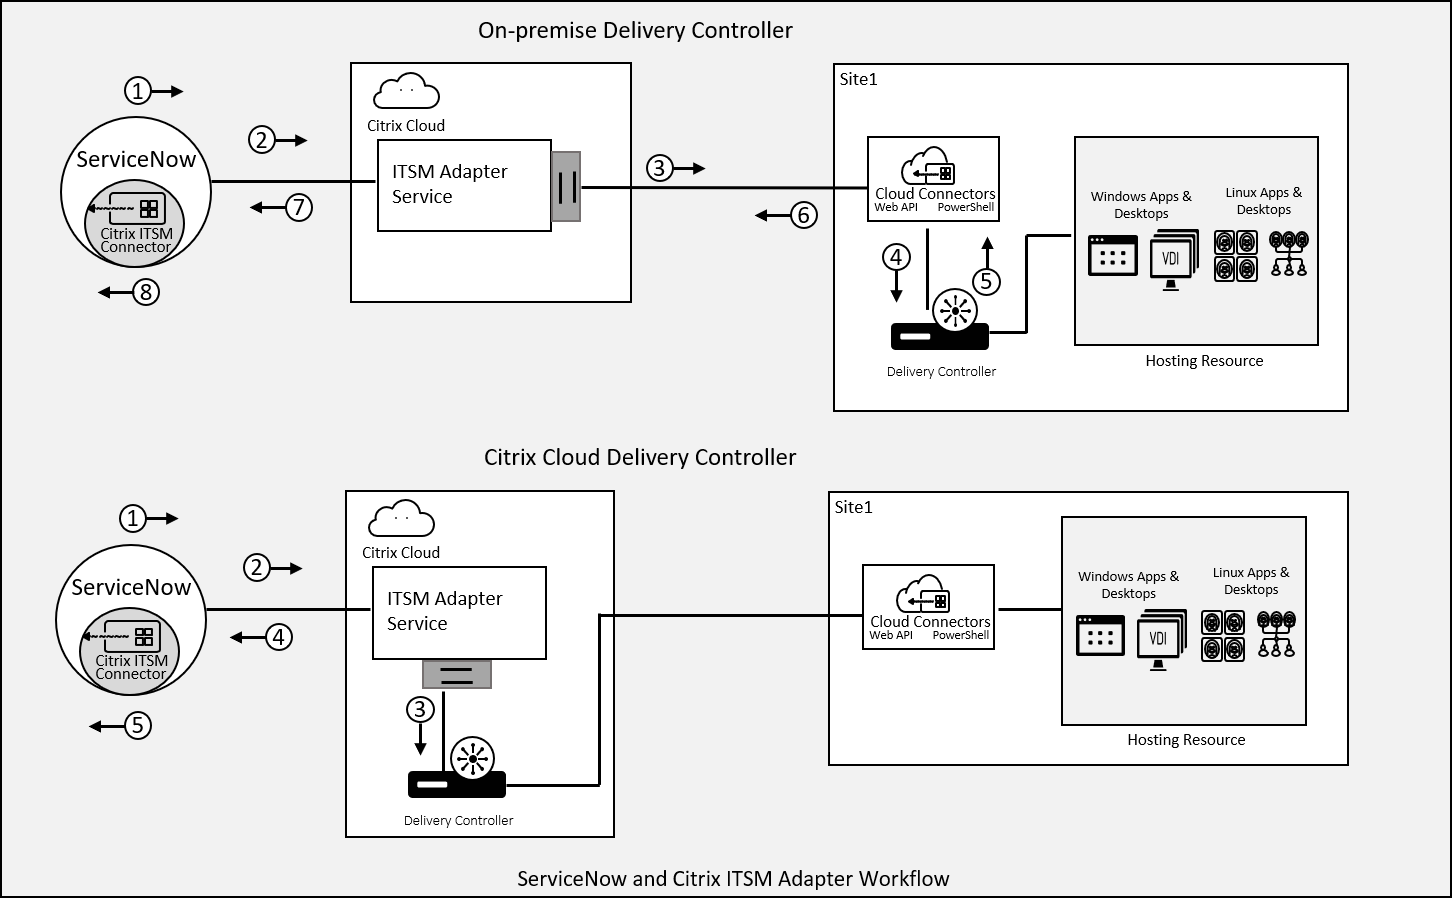 On-premise Delivery Controller
1
ServiceNow
Citrix ITSM
Connector
2
7
8
Citrix Cloud
ITSM Adapter
Service
3
6
Site1
Cloud Connectors
Web API PowerShell
4
5
Delivery Controller
Windows Apps &
Desktops
Linux Apps &
Desktops
VDI
Hosting Resource
Citrix Cloud Delivery Controller
1
ServiceNow
Citrix ITSM
Connector
2
4
5
Citrix Cloud
ITSM Adapter
Service
3
Delivery Controller
Site1
Cloud Connectors
Web API PowerShell
Windows Apps &
Desktops
Linux Apps &
Desktops
VDI
Hosting Resource
ServiceNow and Citrix ITSM Adapter Workflow